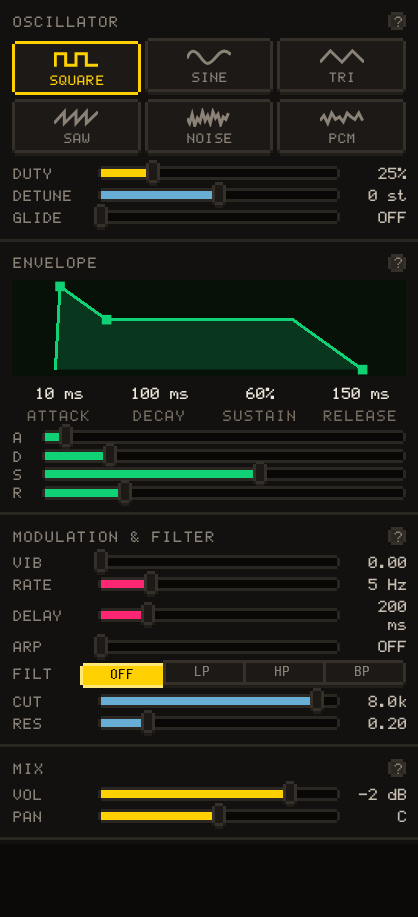 OSCILLATOR ?
SQUARE SINE TRI
SAW NOISE PCM
DUTY 25%
DETUNE 0 st
GLIDE OFF
ENVELOPE ?
10 ms 100 ms 60% 150 ms
ATTACK DECAY SUSTAIN RELEASE
A
D
S
R
MODULATION & FILTER ?
VIB 0.00
RATE 5 Hz
DELAY 200 ms
ARP OFF
FILT OFF LP HP BP
CUT 8.0k
RES 0.20
MIX ?
VOL -2 dB
PAN C